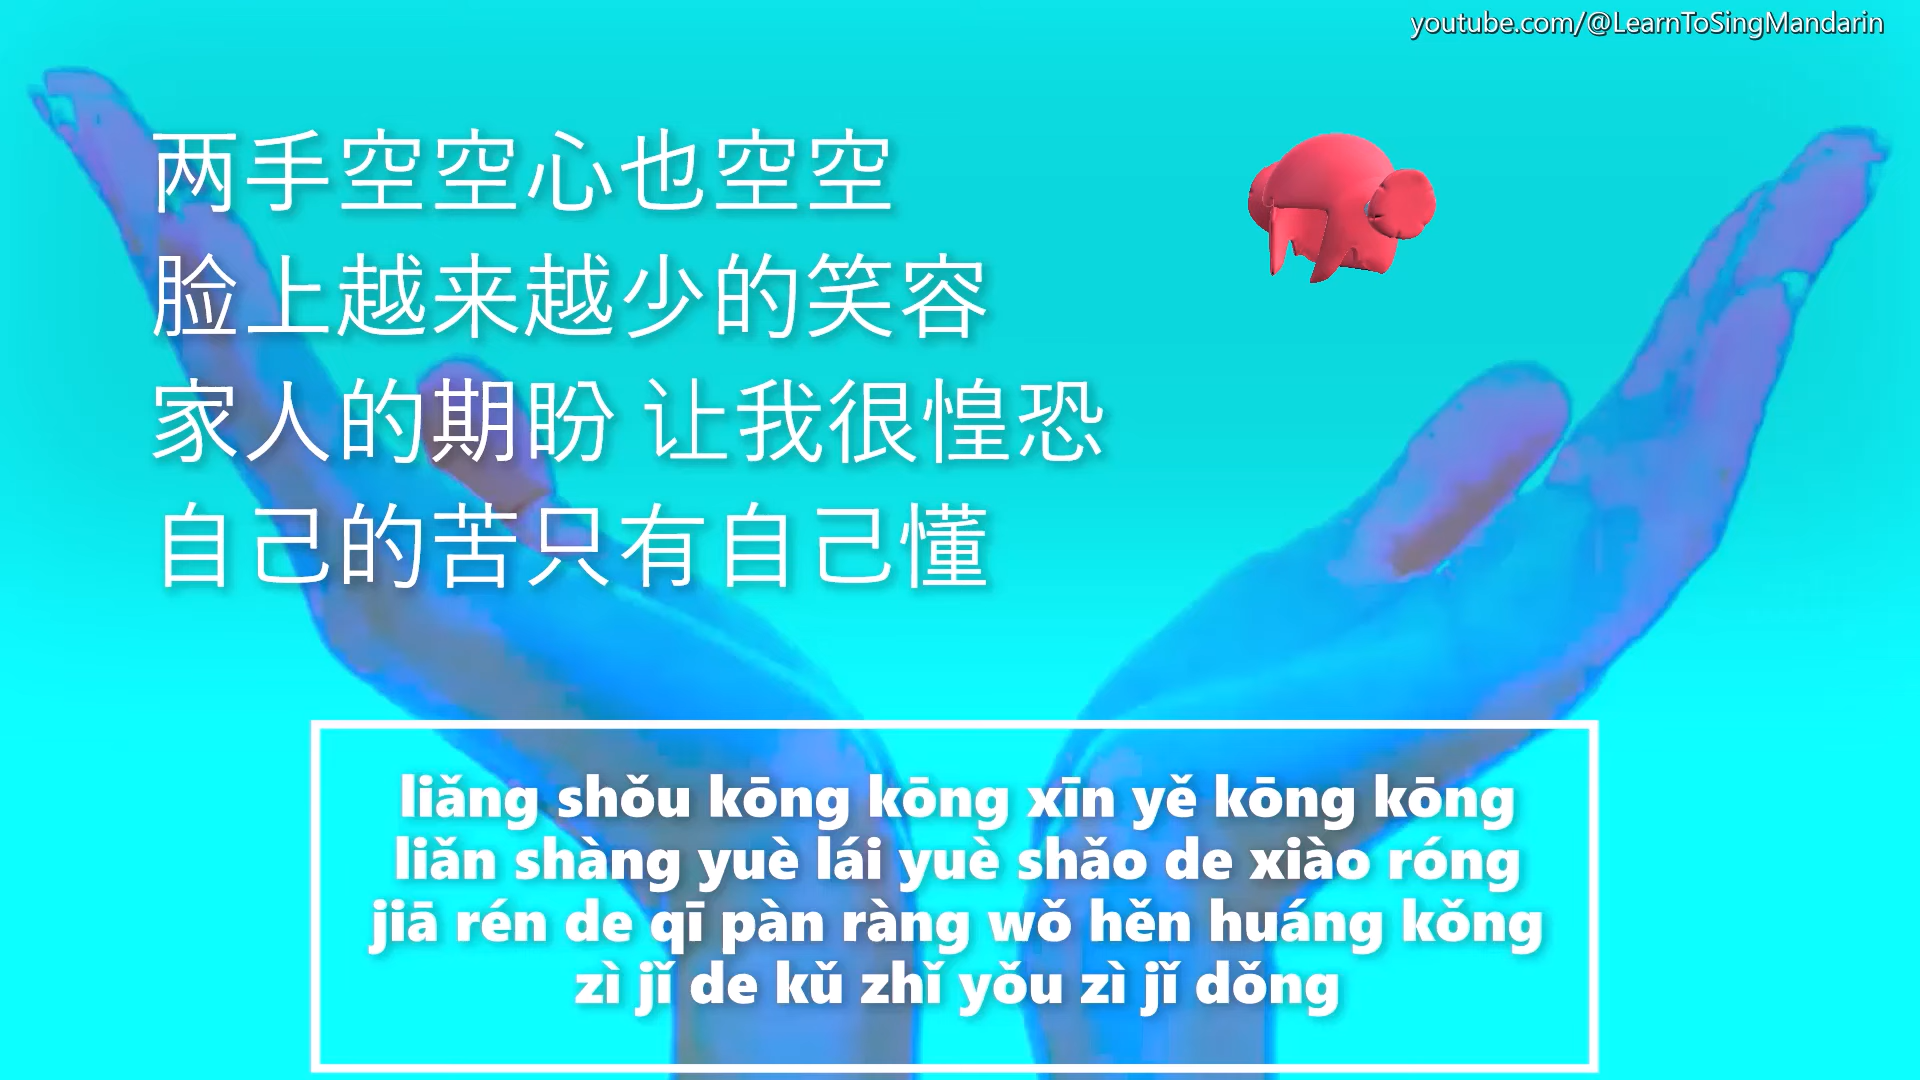 youtube.com/@LearnToSingMandarin
两手空空心也空空
脸上越来越少的笑容
家人的期盼 让我很惶恐
自己的苦只有自己懂
liǎng shǒu kōng kōng xīn yě kōng kōng
liǎn shàng yuè lái yuè shǎo de xiào róng
jiā rén de qī pàn ràng wǒ hěn huáng kǒng
zì jǐ de kǔ zhǐ yǒu zì jǐ dǒng